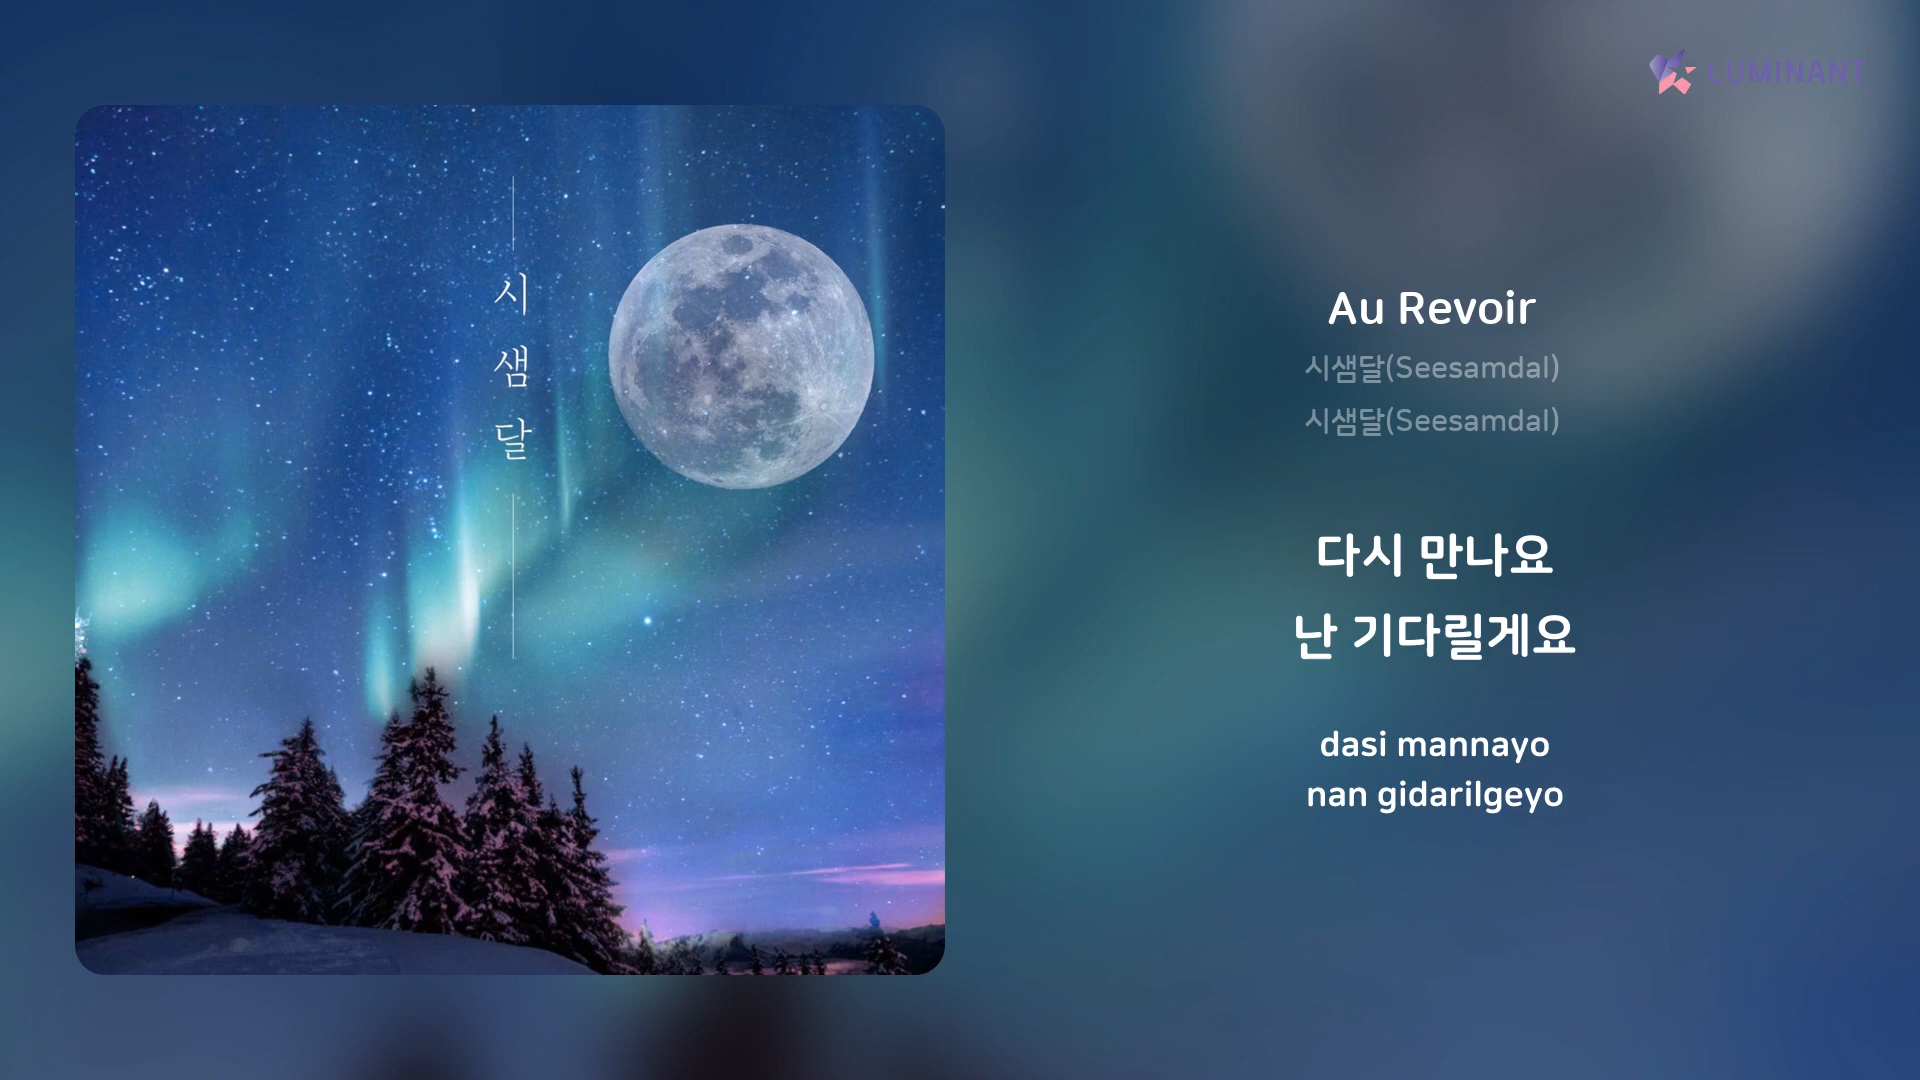 시샘달
LUMINANT
Au Revoir
시샘달(Seesamdal)
시샘달(Seesamdal)
다시 만나요
난 기다릴게요
dasi mannayo
nan gidarilgeyo